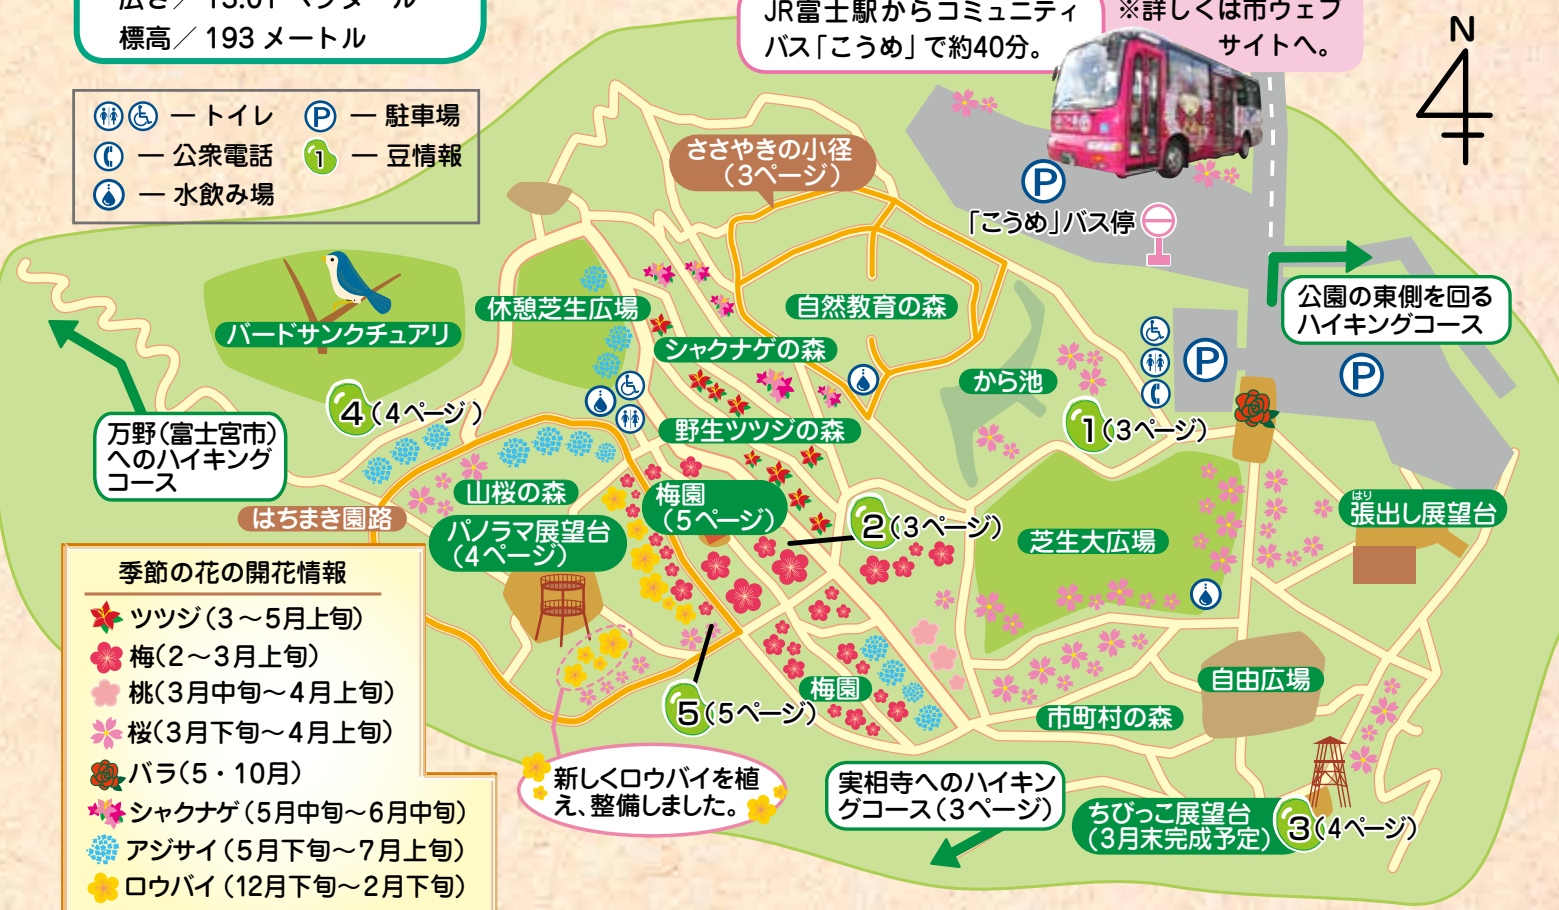 標高／193メートル
JR富士駅からコミュニティ
バス「こうめ」で約40分。
※詳しくは市ウェブ
サイトへ。
N
― トイレ
P ― 駐車場
― 公衆電話
1 ― 豆情報
― 水飲み場
ささやきの小径
（3ページ）
P
「こうめ」バス停
公園の東側を回る
ハイキングコース
バードサンクチュアリ
休憩芝生広場
自然教育の森
シャクナゲの森
から池
P
P
4（4ページ）
野生ツツジの森
1（3ページ）
万野（富士宮市）
へのハイキング
コース
山桜の森
梅園
（5ページ）
はちまき園路
パノラマ展望台
（4ページ）
2（3ページ）
芝生大広場
はり
張出し展望台
季節の花の開花情報
ツツジ（3～5月上旬）
梅（2～3月上旬）
桃（3月中旬～4月上旬）
桜（3月下旬～4月上旬）
バラ（5・10月）
シャクナゲ（5月中旬～6月中旬）
アジサイ（5月下旬～7月上旬）
ロウバイ（12月下旬～2月下旬）
梅園
5（5ページ）
自由広場
市町村の森
新しくロウバイを植
え、整備しました。
実相寺へのハイキン
グコース（3ページ）
ちびっこ展望台
（3月末完成予定）
3（4ページ）